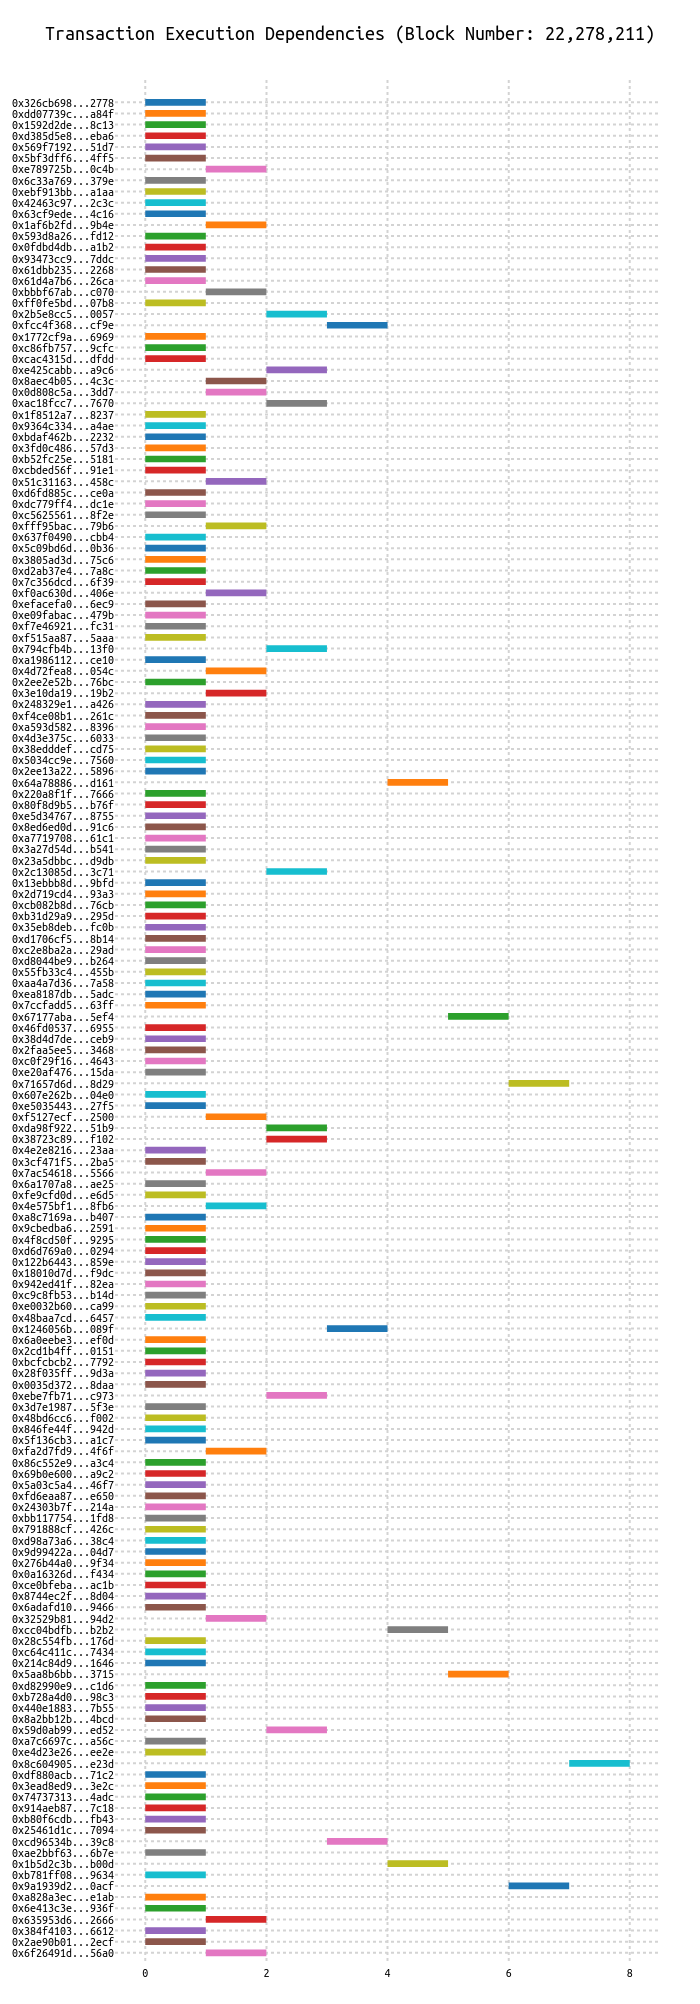 Transaction Execution Dependencies (Block Number: 22,278,211)
0x326cb698...2778
0xdd07739c...a84f
0x1592d2de...8c13
0xd385d5e8...eba6
0x569f7192...51d7
0x5bf3dff6...4ff5
0xe789725b...0c4b
0x6c33a769...379e
0xebf913bb...a1aa
0x42463c97...2c3c
0x63cf9ede...4c16
0x1af6b2fd...9b4e
0x593d8a26...fd12
0x0fdbd4db...a1b2
0x93473cc9...7ddc
0x61dbb235...2268
0x61d4a7b6...26ca
0xbbbf67ab...c070
0xff0fe5bd...07b8
0x2b5e8cc5...0057
0xfcc4f368...cf9e
0x1772cf9a...6969
0xc86fb757...9cfc
0xcac4315d...dfdd
0xe425cabb...a9c6
0x8aec4b05...4c3c
0x0d808c5a...3dd7
0xac18fcc7...7670
0x1f8512a7...8237
0x9364c334...a4ae
0xbdaf462b...2232
0x3fd0c486...57d3
0xb52fc25e...5181
0xcbded56f...91e1
0x51c31163...458c
0xd6fd885c...ce0a
0xdc779ff4...dc1e
0xc5625561...8f2e
0xfff95bac...79b6
0x637f0490...cbb4
0x5c09bd6d...0b36
0x3805ad3d...75c6
0xd2ab37e4...7a8c
0x7c356dcd...6f39
0xf0ac630d...406e
0xefacefa0...6ec9
0xe09fabac...479b
0xf7e46921...fc31
0xf515aa87...5aaa
0x794cfb4b...13f0
0xa1986112...ce10
0x4d72fea8...054c
0x2ee2e52b...76bc
0x3e10da19...19b2
0x248329e1...a426
0xf4ce08b1...261c
0xa593d582...8396
0x4d3e375c...6033
0x38edddef...cd75
0x5034cc9e...7560
0x2ee13a22...5896
0x64a78886...d161
0x220a8f1f...7666
0x80f8d9b5...b76f
0xe5d34767...8755
0x8ed6ed0d...91c6
0xa7719708...61c1
0x3a27d54d...b541
0x23a5dbbc...d9db
0x2c13085d...3c71
0x13ebbb8d...9bfd
0x2d719cd4...93a3
0xcb082b8d...76cb
0xb31d29a9...295d
0x35eb8deb...fc0b
0xd1706cf5...8b14
0xc2e8ba2a...29ad
0xd8044be9...b264
0x55fb33c4...455b
0xaa4a7d36...7a58
0xea8187db...5adc
0x7ccfadd5...63ff
0x67177aba...5ef4
0x46fd0537...6955
0x38d4d7de...ceb9
0x2faa5ee5...3468
0xc0f29f16...4643
0xe20af476...15da
0x71657d6d...8d29
0x607e262b...04e0
0xe5035443...27f5
0xf5127ecf...2500
0xda98f922...51b9
0x38723c89...f102
0x4e2e8216...23aa
0x3cf471f5...2ba5
0x7ac54618...5566
0x6a1707a8...ae25
0xfe9cfd0d...e6d5
0x4e575bf1...8fb6
0xa8c7169a...b407
0x9cbedba6...2591
0x4f8cd50f...9295
0xd6d769a0...0294
0x122b6443...859e
0x18010d7d...f9dc
0x942ed41f...82ea
0xc9c8fb53...b14d
0xe0032b60...ca99
0x48baa7cd...6457
0x1246056b...089f
0x6a0eebe3...ef0d
0x2cd1b4ff...0151
0xbcfcbcb2...7792
0x28f035ff...9d3a
0x0035d372...8daa
0xebe7fb71...c973
0x3d7e1987...5f3e
0x48bd6cc6...f002
0x846fe44f...942d
0x5f136cb3...a1c7
0xfa2d7fd9...4f6f
0x86c552e9...a3c4
0x69b0e600...a9c2
0x5a03c5a4...46f7
0xfd6eaa87...e650
0x24303b7f...214a
0xbb117754...1fd8
0x791888cf...426c
0xd98a73a6...38c4
0x9d99422a...04d7
0x276b44a0...9f34
0x0a16326d...f434
0xce0bfeba...ac1b
0x8744ec2f...8d04
0x6adafd10...9466
0x32529b81...94d2
0xcc04bdfb...b2b2
0x28c554fb...176d
0xc64c411c...7434
0x214c84d9...1646
0x5aa8b6bb...3715
0xd82990e9...c1d6
0xb728a4d0...98c3
0x440e1883...7b55
0x8a2bb12b...4bcd
0x59d0ab99...ed52
0xa7c6697c...a56c
0xe4d23e26...ee2e
0x8c604905...e23d
0xdf880acb...71c2
0x3ead8ed9...3e2c
0x74737313...4adc
0x914aeb87...7c18
0xb80f6cdb...fb43
0x25461d1c...7094
0xcd96534b...39c8
0xae2bbf63...6b7e
0x1b5d2c3b...b00d
0xb781ff08...9634
0x9a1939d2...0acf
0xa828a3ec...e1ab
0x6e413c3e...936f
0x635953d6...2666
0x384f4103...6612
0x2ae90b01...2ecf
0x6f26491d...56a0
0 2 4 6 8